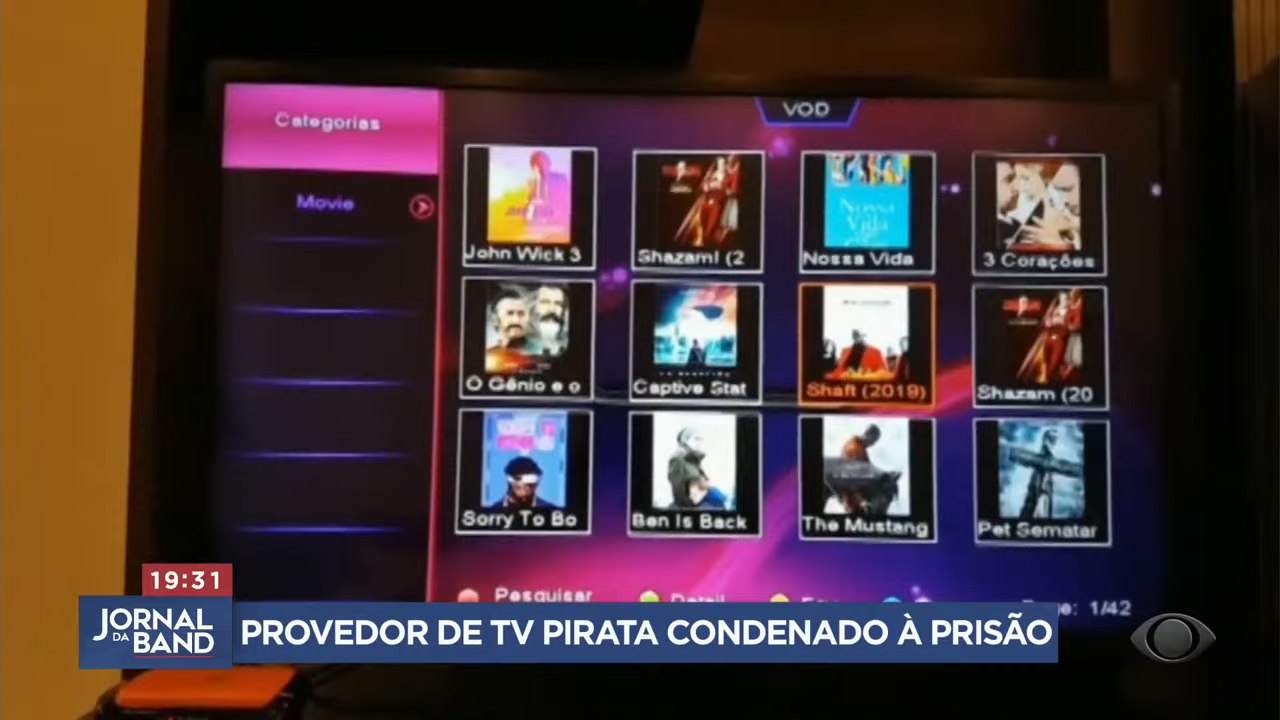 Categorias
VOD
Movie
John Wick 3
Shazam! (2
Nossa Vida
3 Corações
O Gênio e o
Captive Stat
Shaft (2019)
Shazam (20
Sorry To Bo
Ben Is Back
The Mustang
Pet Sematar
Pesquisar
1/42
19:31
JORNAL
DA
BAND
PROVEDOR DE TV PIRATA CONDENADO À PRISÃO